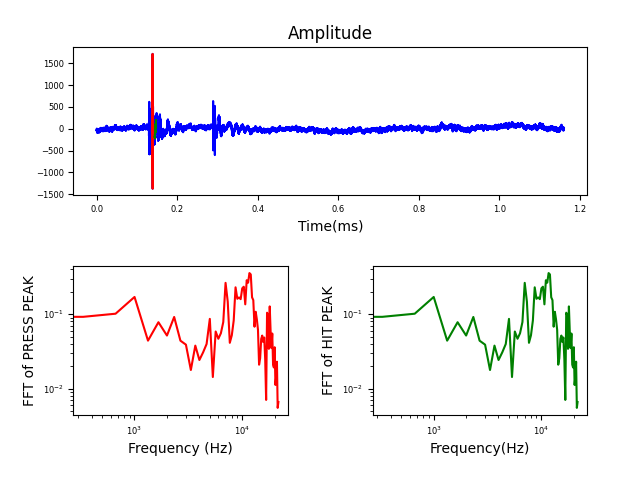 Amplitude
1500
1000
500
0
−500
−1000
−1500
0.0 0.2 0.4 0.6 0.8 1.0 1.2
Time(ms)
FFT of PRESS PEAK
10⁻¹
10⁻²
10³ 10⁴
Frequency (Hz)
FFT of HIT PEAK
10⁻¹
10⁻²
10³ 10⁴
Frequency(Hz)